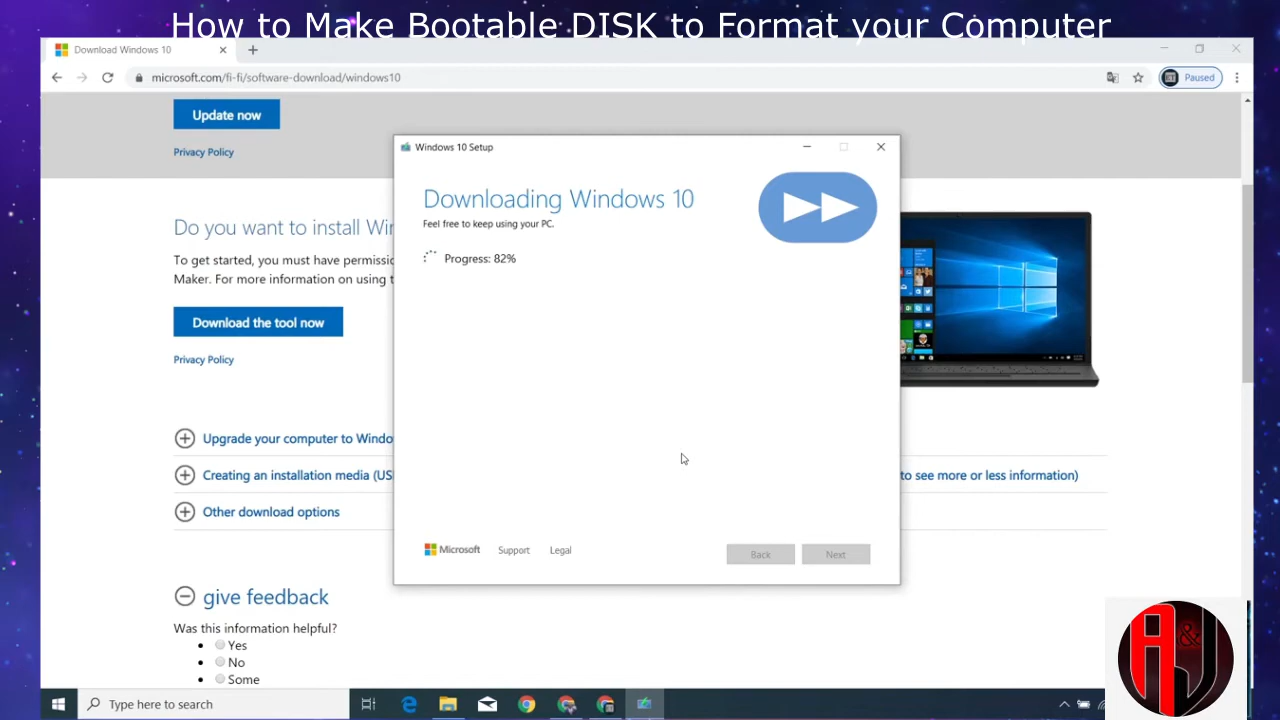 How to Make Bootable DISK to Format your Computer
Download Windows 10
microsoft.com/fi-fi/software-download/windows10
Paused
Update now
Privacy Policy
Windows 10 Setup
Downloading Windows 10
Feel free to keep using your PC.
Progress: 82%
Do you want to install Wi
To get started, you must have permissi
Maker. For more information on using t
Download the tool now
Privacy Policy
Upgrade your computer to Windo
Creating an installation media (US
to see more or less information)
Other download options
Microsoft Support Legal
Back Next
give feedback
Was this information helpful?
Yes
No
Some
Type here to search
A&J